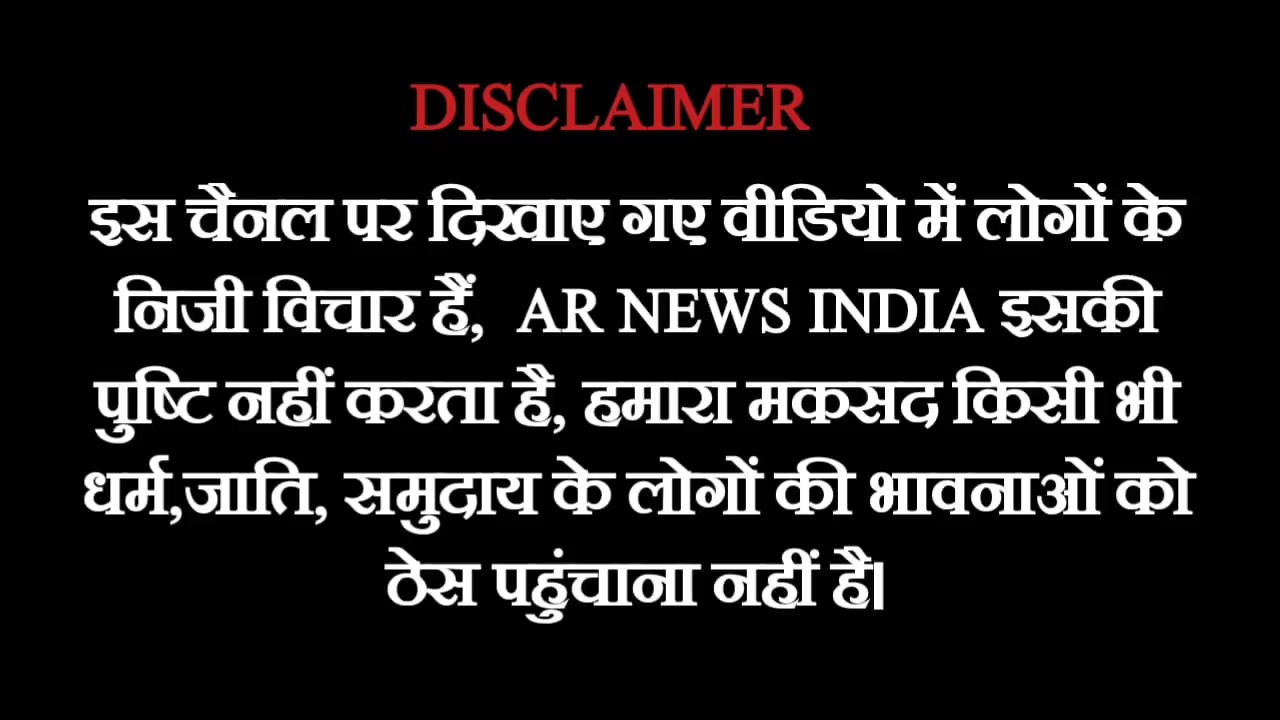 DISCLAIMER
इस चैनल पर दिखाए गए वीडियो में लोगों के
निजी विचार हैं, AR NEWS INDIA इसकी
पुष्टि नहीं करता है, हमारा मकसद किसी भी
धर्म,जाति, समुदाय के लोगों की भावनाओं को
ठेस पहुंचाना नहीं है।